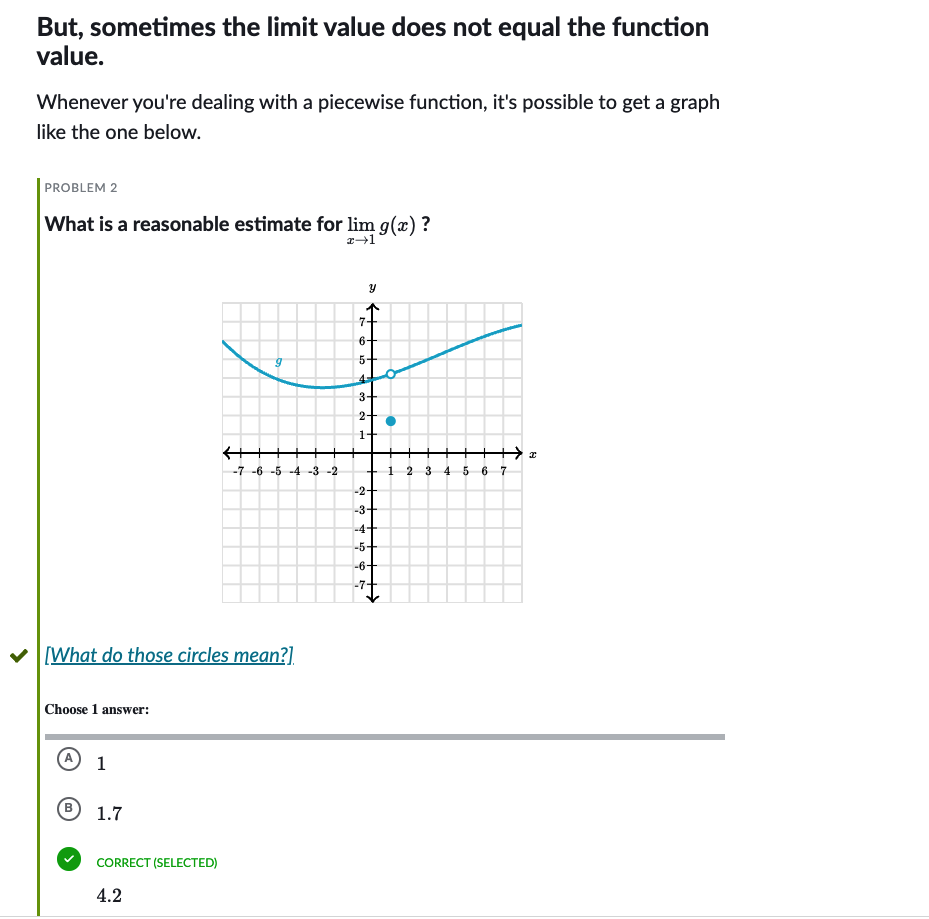 But, sometimes the limit value does not equal the function
value.
Whenever you're dealing with a piecewise function, it's possible to get a graph
like the one below.
PROBLEM 2
What is a reasonable estimate for lim g(x) ?
x→1
y
7
6
5
g
4
3
2
1
x
-7 -6 -5 -4 -3 -2 1 2 3 4 5 6 7
-2
-3
-4
-5
-6
-7
[What do those circles mean?]
Choose 1 answer:
A 1
B 1.7
CORRECT (SELECTED)
4.2